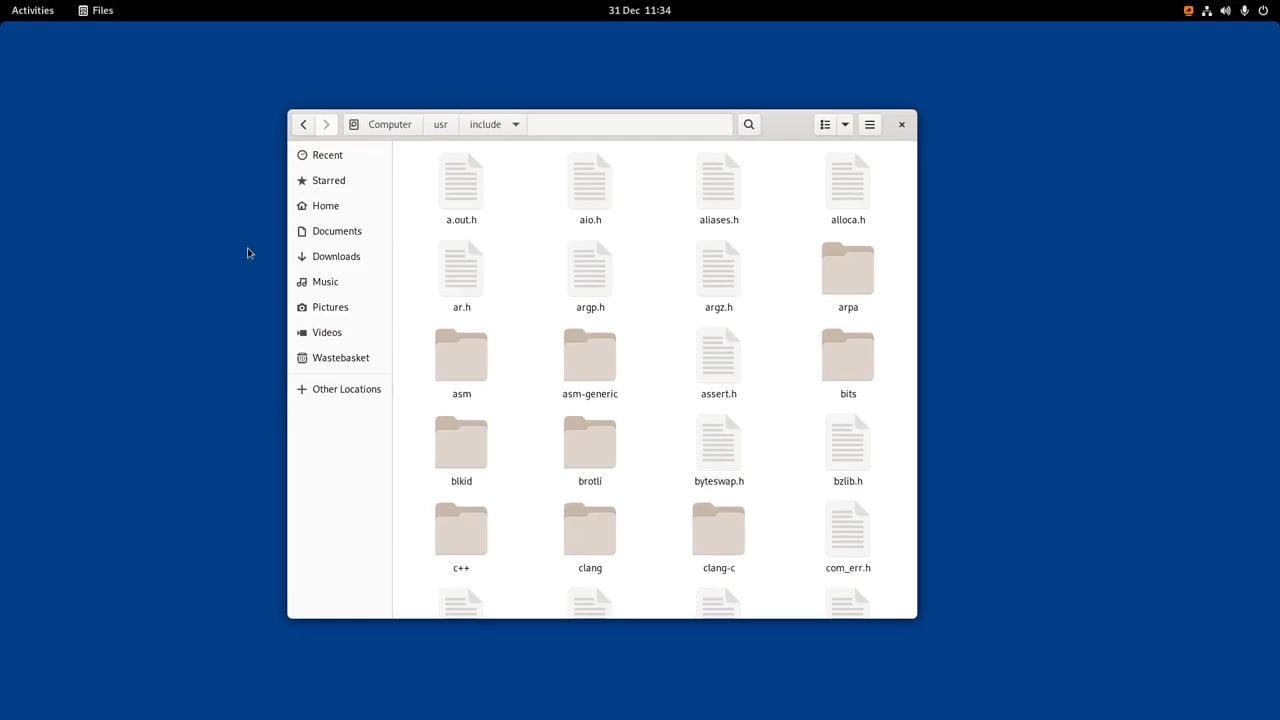 Activities Files 31 Dec 11:34
Computer usr include
Recent
Starred
Home
Documents
Downloads
Music
Pictures
Videos
Wastebasket
Other Locations
a.out.h aio.h aliases.h alloca.h
ar.h argp.h argz.h arpa
asm asm-generic assert.h bits
blkid brotli byteswap.h bzlib.h
c++ clang clang-c com_err.h